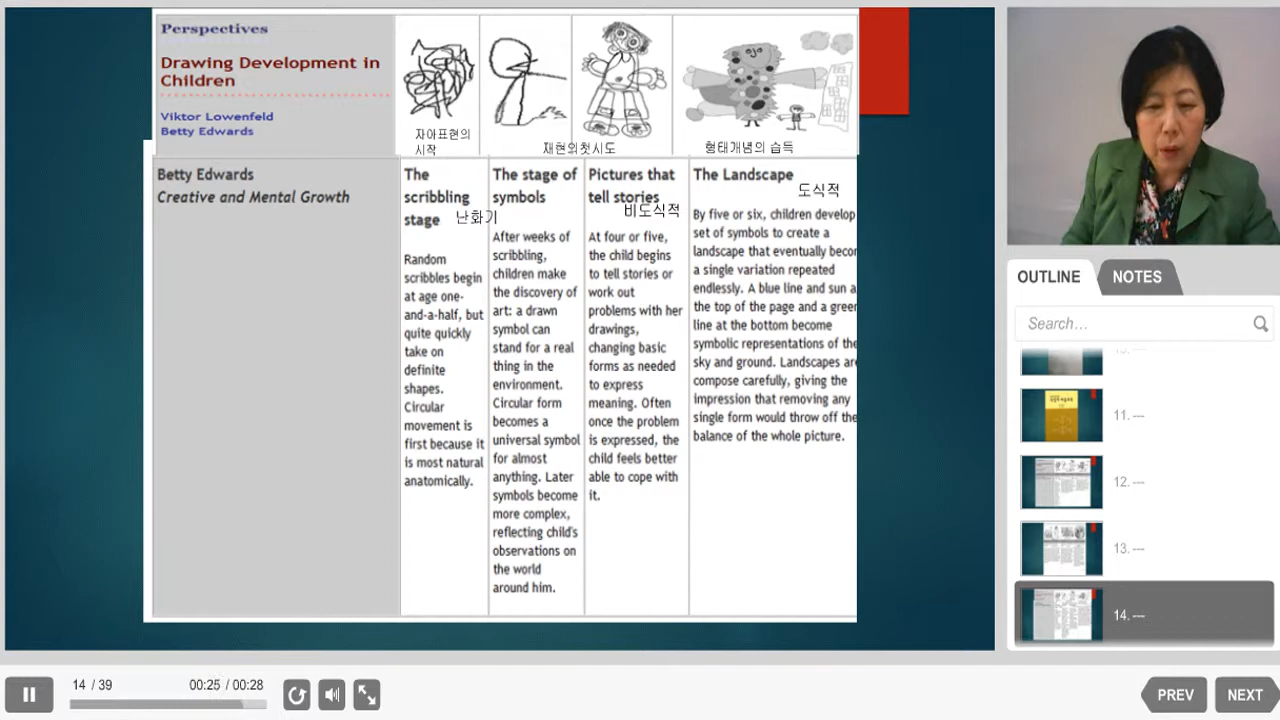 Perspectives
Drawing Development in
Children
Viktor Lowenfeld
Betty Edwards
자아표현의
시작
재현의첫시도
형태개념의 습득
Betty Edwards
Creative and Mental Growth
The
scribbling
stage
난화기
Random
scribbles begin
at age one-
and-a-half, but
quite quickly
take on
definite
shapes.
Circular
movement is
first because it
is most natural
anatomically.
The stage of
symbols
After weeks of
scribbling,
children make
the discovery of
art: a drawn
symbol can
stand for a real
thing in the
environment.
Circular form
becomes a
universal symbol
for almost
anything. Later
symbols become
more complex,
reflecting child's
observations on
the world
around him.
Pictures that
tell stories
비도식적
At four or five,
the child begins
to tell stories or
work out
problems with her
drawings,
changing basic
forms as needed
to express
meaning. Often
once the problem
is expressed, the
child feels better
able to cope with
it.
The Landscape
도식적
By five or six, children develop
set of symbols to create a
landscape that eventually becor
a single variation repeated
endlessly. A blue line and sun a
the top of the page and a green
line at the bottom become
symbolic representations of the
sky and ground. Landscapes are
compose carefully, giving the
impression that removing any
single form would throw off the
balance of the whole picture.
OUTLINE
NOTES
Search...
11. ---
12. ---
13. ---
14. ---
14 / 39
00:25 / 00:28
PREV
NEXT